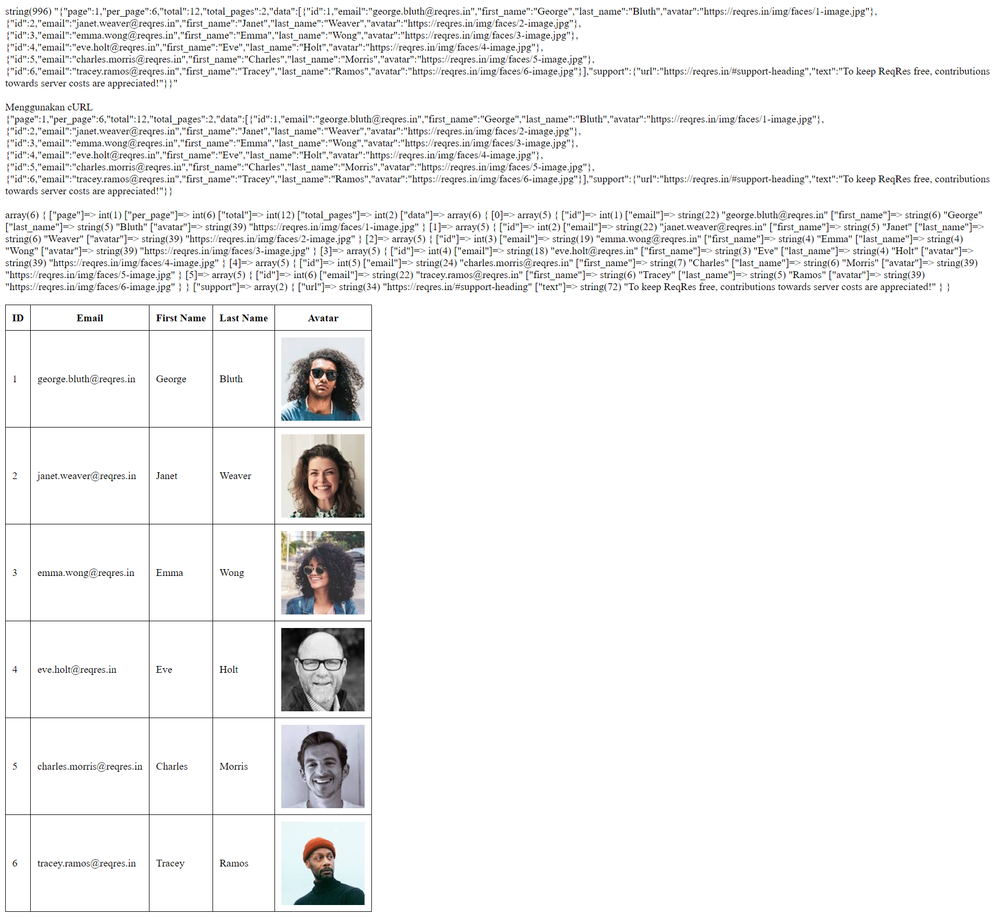 string(996) "{"page":1,"per_page":6,"total":12,"total_pages":2,"data":[{"id":1,"email":"george.bluth@reqres.in","first_name":"George","last_name":"Bluth","avatar":"https://reqres.in/img/faces/1-image.jpg"},
{"id":2,"email":"janet.weaver@reqres.in","first_name":"Janet","last_name":"Weaver","avatar":"https://reqres.in/img/faces/2-image.jpg"},
{"id":3,"email":"emma.wong@reqres.in","first_name":"Emma","last_name":"Wong","avatar":"https://reqres.in/img/faces/3-image.jpg"},
{"id":4,"email":"eve.holt@reqres.in","first_name":"Eve","last_name":"Holt","avatar":"https://reqres.in/img/faces/4-image.jpg"},
{"id":5,"email":"charles.morris@reqres.in","first_name":"Charles","last_name":"Morris","avatar":"https://reqres.in/img/faces/5-image.jpg"},
{"id":6,"email":"tracey.ramos@reqres.in","first_name":"Tracey","last_name":"Ramos","avatar":"https://reqres.in/img/faces/6-image.jpg"}],"support":{"url":"https://reqres.in/#support-heading","text":"To keep ReqRes free, contributions
towards server costs are appreciated!"}}"
Menggunakan cURL
{"page":1,"per_page":6,"total":12,"total_pages":2,"data":[{"id":1,"email":"george.bluth@reqres.in","first_name":"George","last_name":"Bluth","avatar":"https://reqres.in/img/faces/1-image.jpg"},
{"id":2,"email":"janet.weaver@reqres.in","first_name":"Janet","last_name":"Weaver","avatar":"https://reqres.in/img/faces/2-image.jpg"},
{"id":3,"email":"emma.wong@reqres.in","first_name":"Emma","last_name":"Wong","avatar":"https://reqres.in/img/faces/3-image.jpg"},
{"id":4,"email":"eve.holt@reqres.in","first_name":"Eve","last_name":"Holt","avatar":"https://reqres.in/img/faces/4-image.jpg"},
{"id":5,"email":"charles.morris@reqres.in","first_name":"Charles","last_name":"Morris","avatar":"https://reqres.in/img/faces/5-image.jpg"},
{"id":6,"email":"tracey.ramos@reqres.in","first_name":"Tracey","last_name":"Ramos","avatar":"https://reqres.in/img/faces/6-image.jpg"}],"support":{"url":"https://reqres.in/#support-heading","text":"To keep ReqRes free, contributions
towards server costs are appreciated!"}}
array(6) { ["page"]=> int(1) ["per_page"]=> int(6) ["total"]=> int(12) ["total_pages"]=> int(2) ["data"]=> array(6) { [0]=> array(5) { ["id"]=> int(1) ["email"]=> string(22) "george.bluth@reqres.in" ["first_name"]=> string(6) "George"
["last_name"]=> string(5) "Bluth" ["avatar"]=> string(39) "https://reqres.in/img/faces/1-image.jpg" } [1]=> array(5) { ["id"]=> int(2) ["email"]=> string(22) "janet.weaver@reqres.in" ["first_name"]=> string(5) "Janet" ["last_name"]=>
string(6) "Weaver" ["avatar"]=> string(39) "https://reqres.in/img/faces/2-image.jpg" } [2]=> array(5) { ["id"]=> int(3) ["email"]=> string(19) "emma.wong@reqres.in" ["first_name"]=> string(4) "Emma" ["last_name"]=> string(4)
"Wong" ["avatar"]=> string(39) "https://reqres.in/img/faces/3-image.jpg" } [3]=> array(5) { ["id"]=> int(4) ["email"]=> string(18) "eve.holt@reqres.in" ["first_name"]=> string(3) "Eve" ["last_name"]=> string(4) "Holt" ["avatar"]=>
string(39) "https://reqres.in/img/faces/4-image.jpg" } [4]=> array(5) { ["id"]=> int(5) ["email"]=> string(24) "charles.morris@reqres.in" ["first_name"]=> string(7) "Charles" ["last_name"]=> string(6) "Morris" ["avatar"]=> string(39)
"https://reqres.in/img/faces/5-image.jpg" } [5]=> array(5) { ["id"]=> int(6) ["email"]=> string(22) "tracey.ramos@reqres.in" ["first_name"]=> string(6) "Tracey" ["last_name"]=> string(5) "Ramos" ["avatar"]=> string(39)
"https://reqres.in/img/faces/6-image.jpg" } } ["support"]=> array(2) { ["url"]=> string(34) "https://reqres.in/#support-heading" ["text"]=> string(72) "To keep ReqRes free, contributions towards server costs are appreciated!" } }
ID Email First Name Last Name Avatar
1 george.bluth@reqres.in George Bluth
2 janet.weaver@reqres.in Janet Weaver
3 emma.wong@reqres.in Emma Wong
4 eve.holt@reqres.in Eve Holt
5 charles.morris@reqres.in Charles Morris
6 tracey.ramos@reqres.in Tracey Ramos